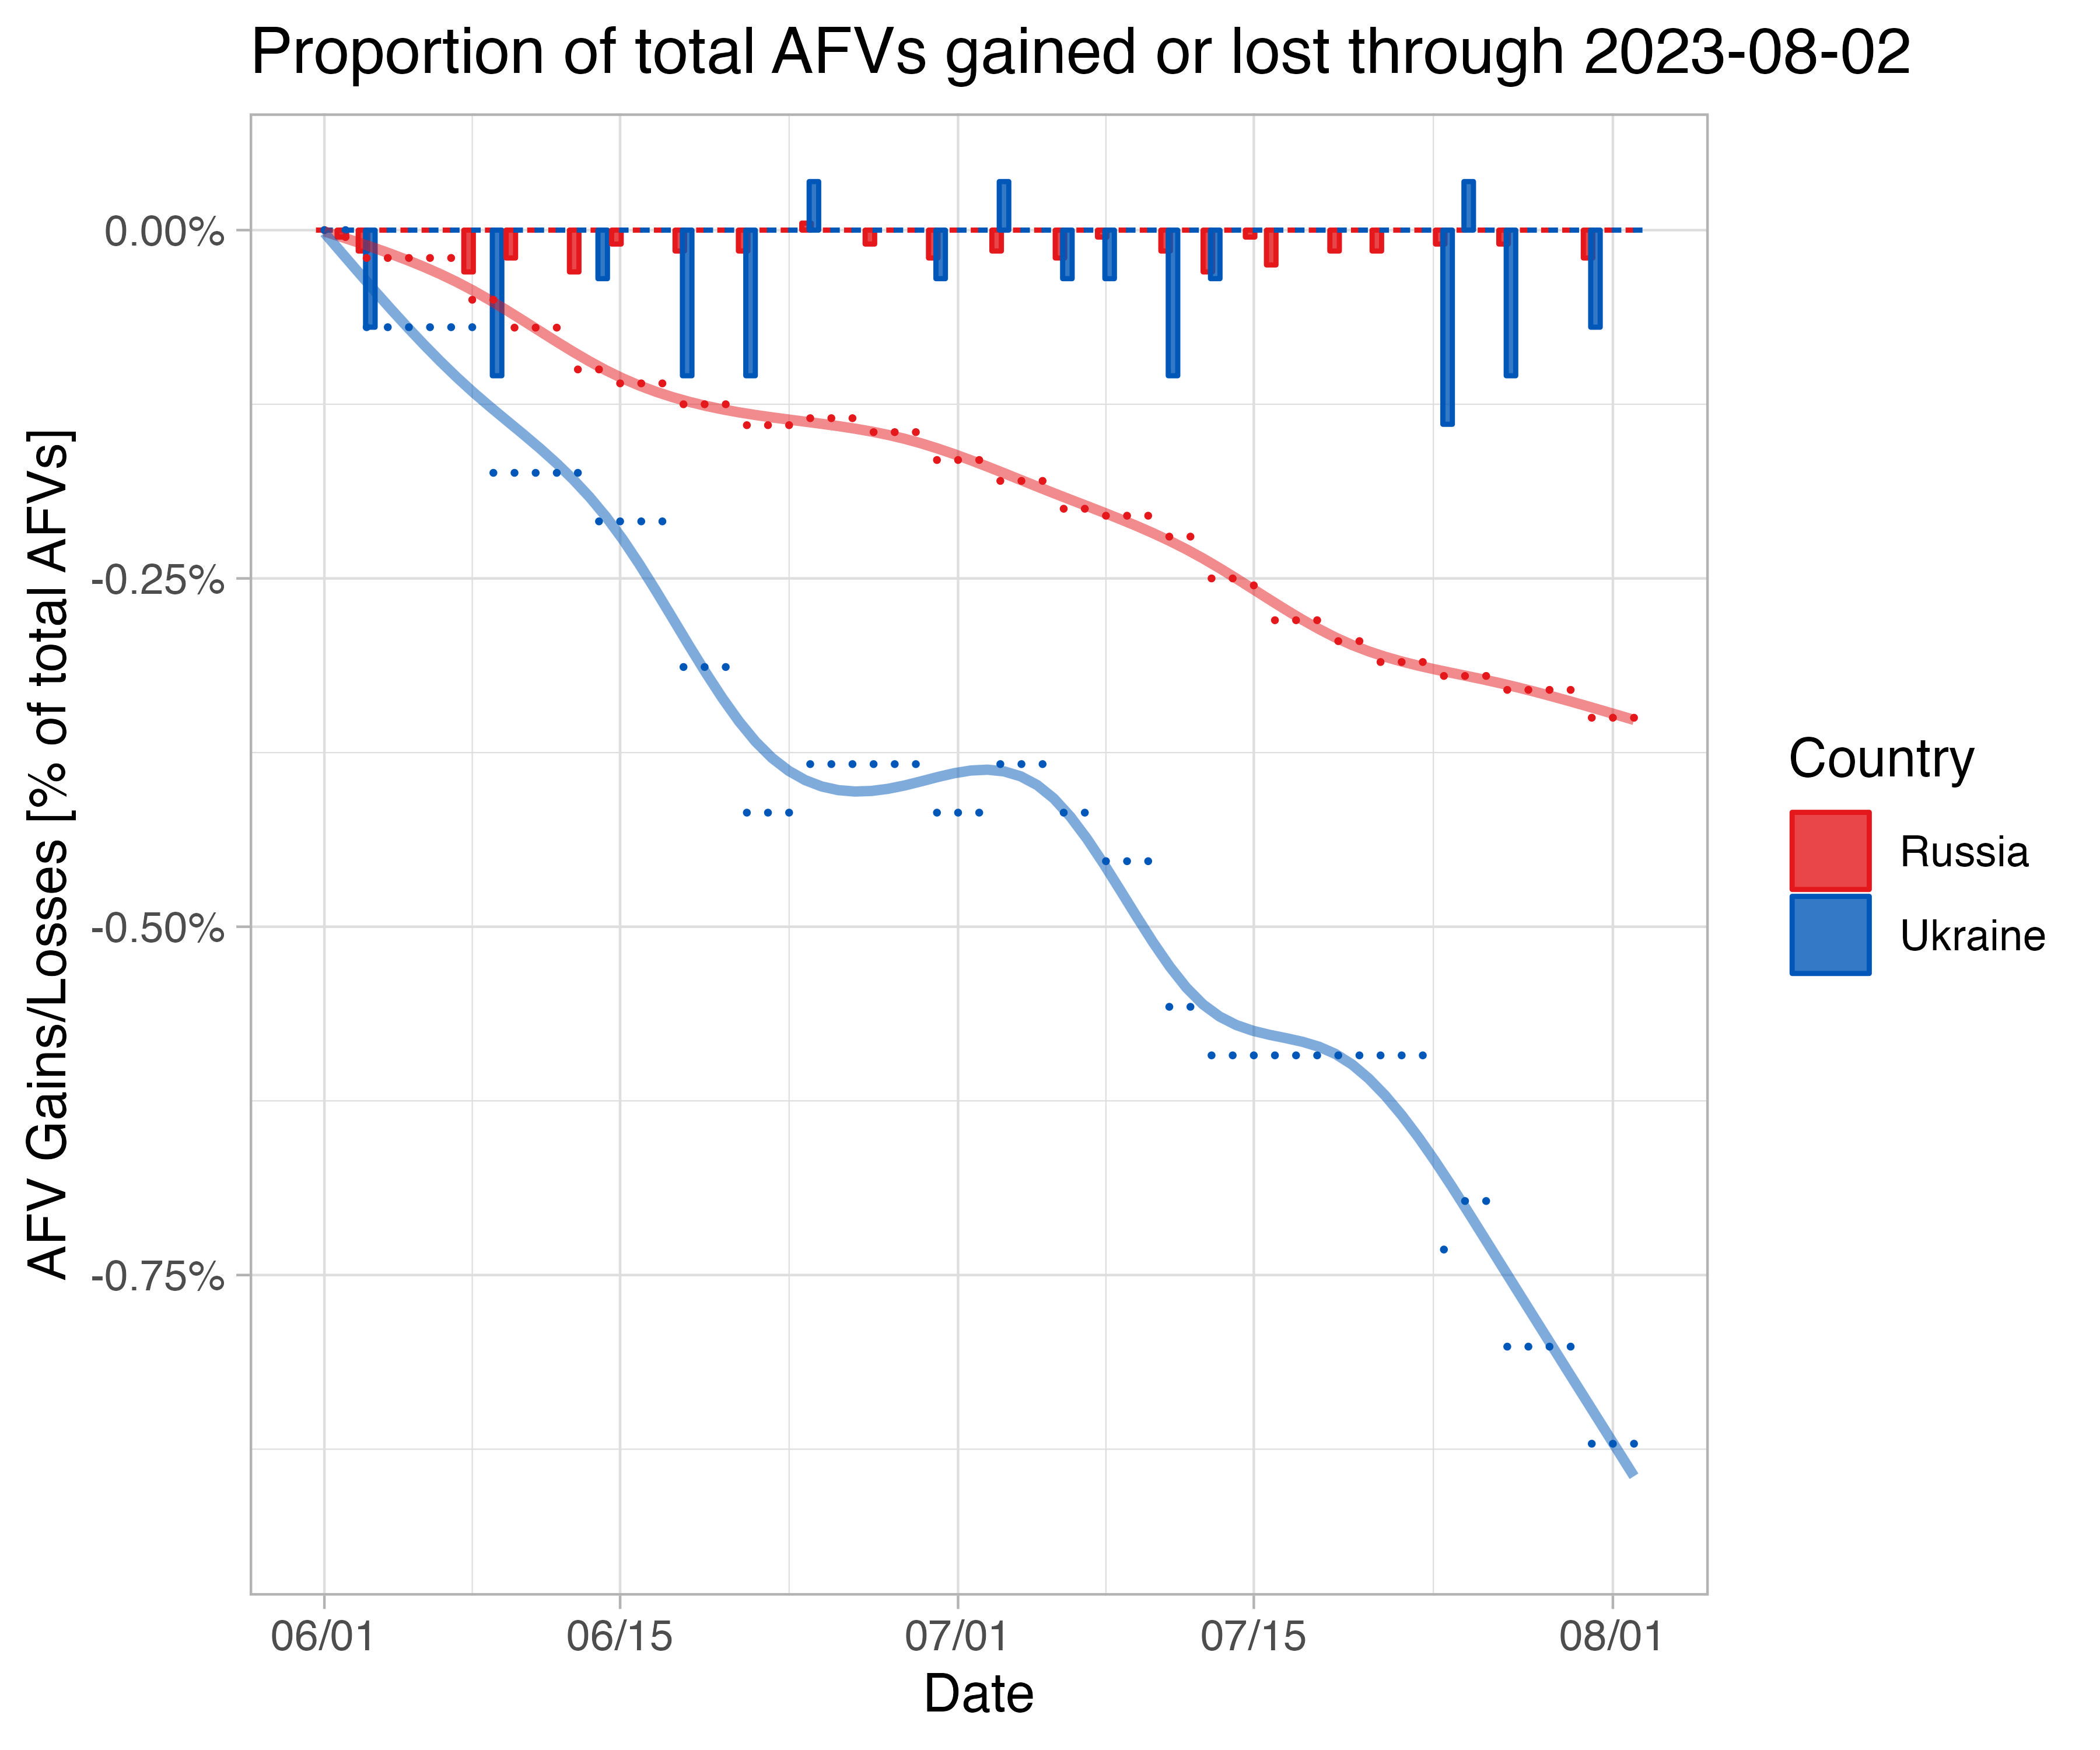 Proportion of total AFVs gained or lost through 2023-08-02
AFV Gains/Losses [% of total AFVs]
0.00%
-0.25%
-0.50%
-0.75%
06/01
06/15
07/01
07/15
08/01
Date
Country
Russia
Ukraine